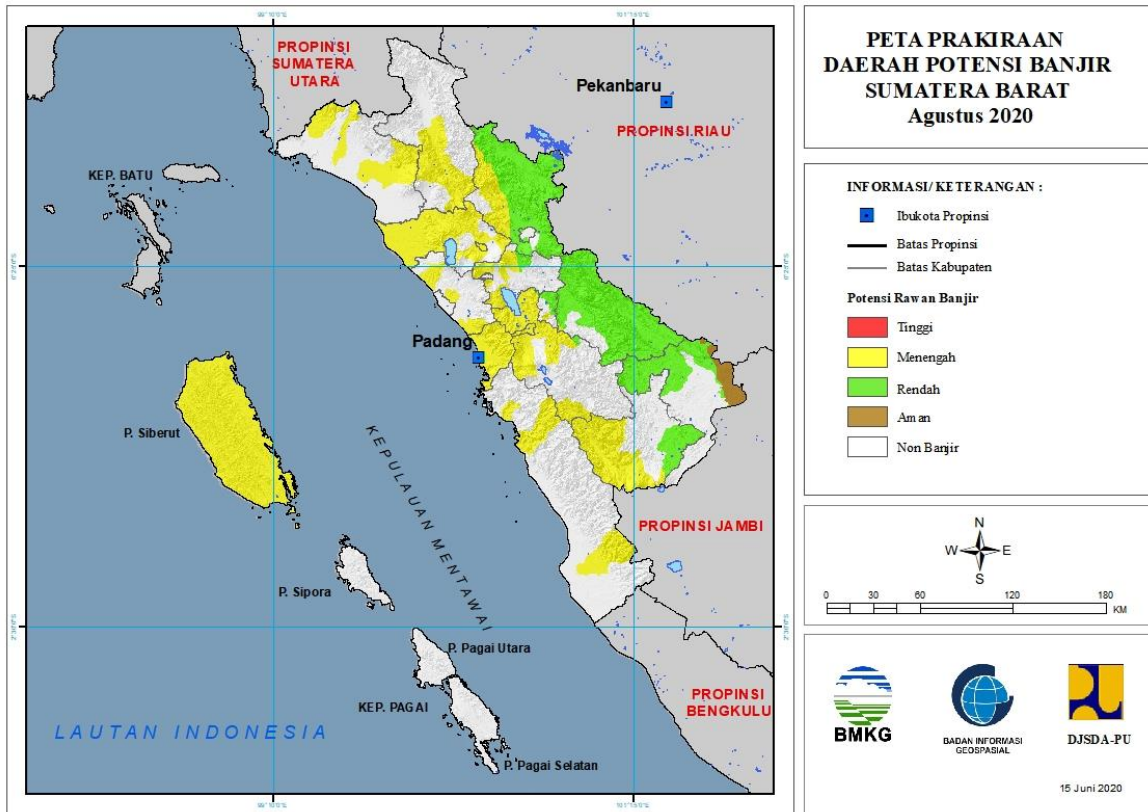 PROPINSI
SUMATERA
UTARA
Pekanbaru
PROPINSI RIAU
KEP. BATU
Padang
P. Siberut
KEPULAUAN MENTAWAI
PROPINSI JAMBI
P. Sipora
P. Pagai Utara
KEP. PAGAI
PROPINSI
BENGKULU
LAUTAN INDONESIA
P. Pagai Selatan
PETA PRAKIRAAN
DAERAH POTENSI BANJIR
SUMATERA BARAT
Agustus 2020
INFORMASI/ KETERANGAN :
Ibukota Propinsi
Batas Propinsi
Batas Kabupaten
Potensi Rawan Banjir
Tinggi
Menengah
Rendah
Aman
Non Banjir
N
W E
S
0 30 60 120 180
KM
BMKG
BADAN INFORMASI
GEOSPASIAL
DJSDA-PU
15 Juni 2020